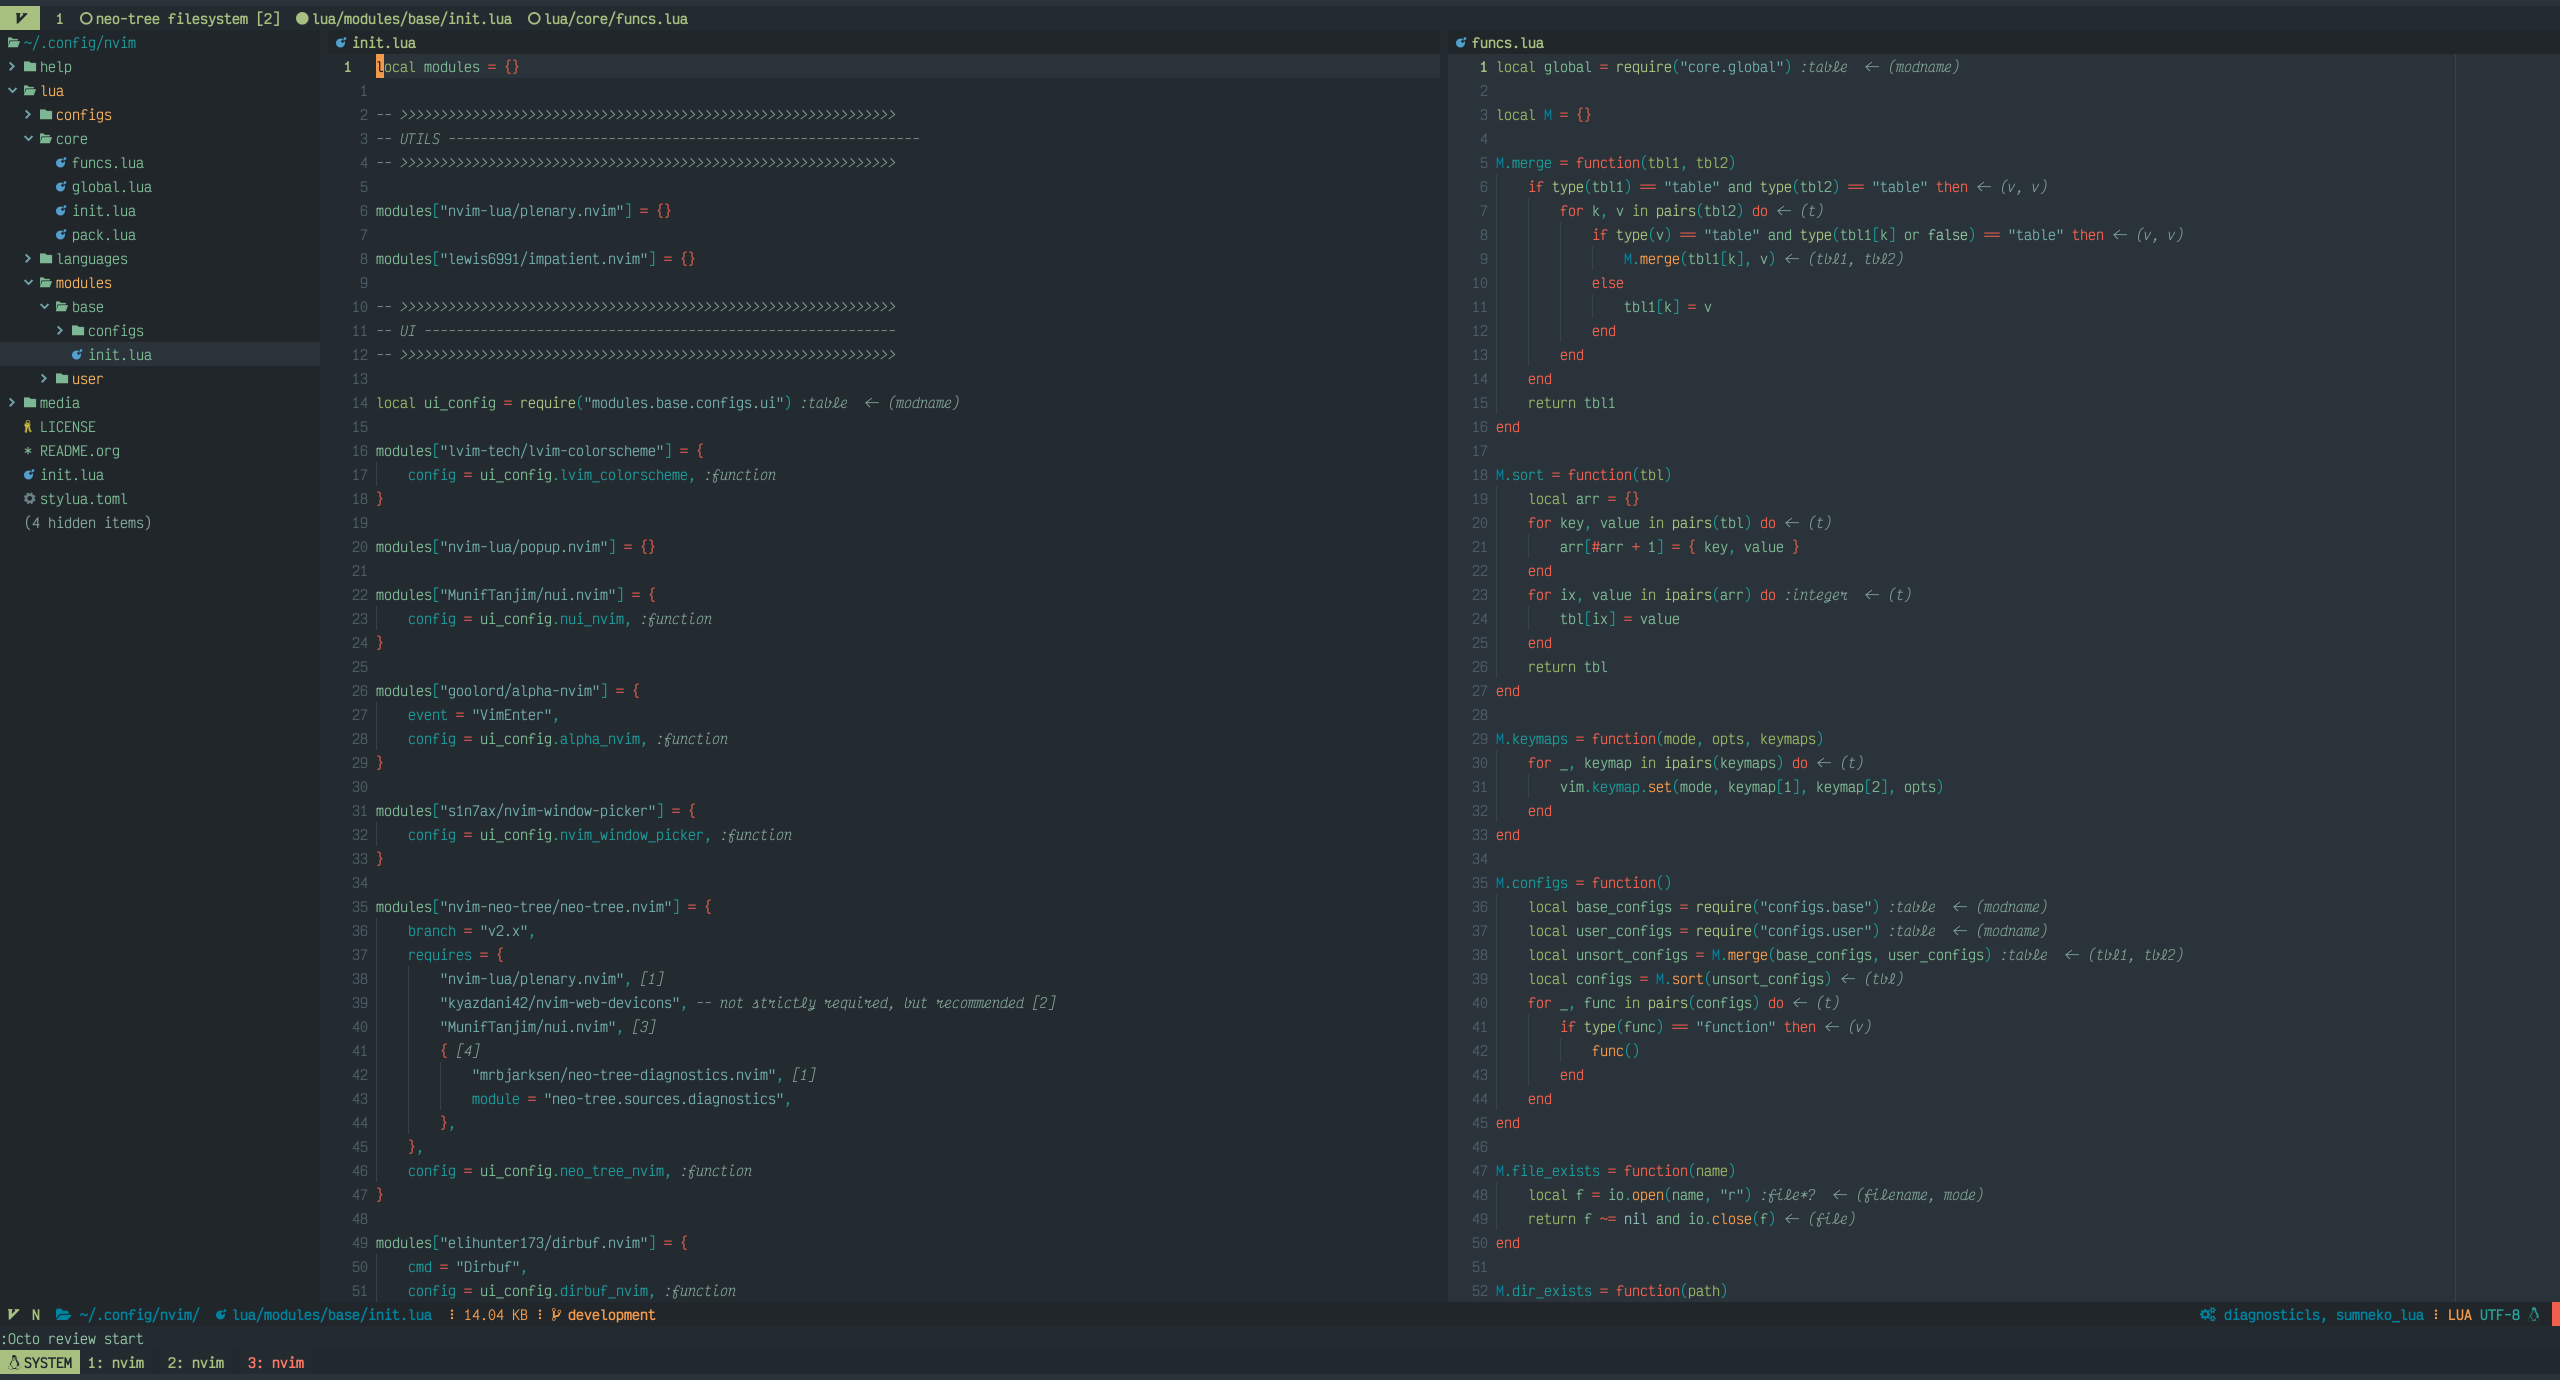 1 neo-tree filesystem [2] lua/modules/base/init.lua lua/core/funcs.lua
~/.config/nvim
help
lua
configs
core
funcs.lua
global.lua
init.lua
pack.lua
languages
modules
base
configs
init.lua
user
media
LICENSE
* README.org
init.lua
stylua.toml
(4 hidden items)
init.lua
1 local modules = {}
1
2 -- >>>>>>>>>>>>>>>>>>>>>>>>>>>>>>>>>>>>>>>>>>>>>>>>>>>>>>>>>>>>>>
3 -- UTILS -----------------------------------------------------------
4 -- >>>>>>>>>>>>>>>>>>>>>>>>>>>>>>>>>>>>>>>>>>>>>>>>>>>>>>>>>>>>>>
5
6 modules["nvim-lua/plenary.nvim"] = {}
7
8 modules["lewis6991/impatient.nvim"] = {}
9
10 -- >>>>>>>>>>>>>>>>>>>>>>>>>>>>>>>>>>>>>>>>>>>>>>>>>>>>>>>>>>>>>>
11 -- UI -----------------------------------------------------------
12 -- >>>>>>>>>>>>>>>>>>>>>>>>>>>>>>>>>>>>>>>>>>>>>>>>>>>>>>>>>>>>>>
13
14 local ui_config = require("modules.base.configs.ui") :table <- (modname)
15
16 modules["lvim-tech/lvim-colorscheme"] = {
17 config = ui_config.lvim_colorscheme, :function
18 }
19
20 modules["nvim-lua/popup.nvim"] = {}
21
22 modules["MunifTanjim/nui.nvim"] = {
23 config = ui_config.nui_nvim, :function
24 }
25
26 modules["goolord/alpha-nvim"] = {
27 event = "VimEnter",
28 config = ui_config.alpha_nvim, :function
29 }
30
31 modules["s1n7ax/nvim-window-picker"] = {
32 config = ui_config.nvim_window_picker, :function
33 }
34
35 modules["nvim-neo-tree/neo-tree.nvim"] = {
36 branch = "v2.x",
37 requires = {
38 "nvim-lua/plenary.nvim", [1]
39 "kyazdani42/nvim-web-devicons", -- not strictly required, but recommended [2]
40 "MunifTanjim/nui.nvim", [3]
41 { [4]
42 "mrbjarksen/neo-tree-diagnostics.nvim", [1]
43 module = "neo-tree.sources.diagnostics",
44 },
45 },
46 config = ui_config.neo_tree_nvim, :function
47 }
48
49 modules["elihunter173/dirbuf.nvim"] = {
50 cmd = "Dirbuf",
51 config = ui_config.dirbuf_nvim, :function
funcs.lua
1 local global = require("core.global") :table <- (modname)
2
3 local M = {}
4
5 M.merge = function(tbl1, tbl2)
6 if type(tbl1) == "table" and type(tbl2) == "table" then <- (v, v)
7 for k, v in pairs(tbl2) do <- (t)
8 if type(v) == "table" and type(tbl1[k] or false) == "table" then <- (v, v)
9 M.merge(tbl1[k], v) <- (tbl1, tbl2)
10 else
11 tbl1[k] = v
12 end
13 end
14 end
15 return tbl1
16 end
17
18 M.sort = function(tbl)
19 local arr = {}
20 for key, value in pairs(tbl) do <- (t)
21 arr[#arr + 1] = { key, value }
22 end
23 for ix, value in ipairs(arr) do :integer <- (t)
24 tbl[ix] = value
25 end
26 return tbl
27 end
28
29 M.keymaps = function(mode, opts, keymaps)
30 for _, keymap in ipairs(keymaps) do <- (t)
31 vim.keymap.set(mode, keymap[1], keymap[2], opts)
32 end
33 end
34
35 M.configs = function()
36 local base_configs = require("configs.base") :table <- (modname)
37 local user_configs = require("configs.user") :table <- (modname)
38 local unsort_configs = M.merge(base_configs, user_configs) :table <- (tbl1, tbl2)
39 local configs = M.sort(unsort_configs) <- (tbl)
40 for _, func in pairs(configs) do <- (t)
41 if type(func) == "function" then <- (v)
42 func()
43 end
44 end
45 end
46
47 M.file_exists = function(name)
48 local f = io.open(name, "r") :file*? <- (filename, mode)
49 return f ~= nil and io.close(f) <- (file)
50 end
51
52 M.dir_exists = function(path)
N ~/.config/nvim/ lua/modules/base/init.lua 14.04 KB development diagnosticls, sumneko_lua LUA UTF-8
:Octo review start
SYSTEM 1: nvim 2: nvim 3: nvim